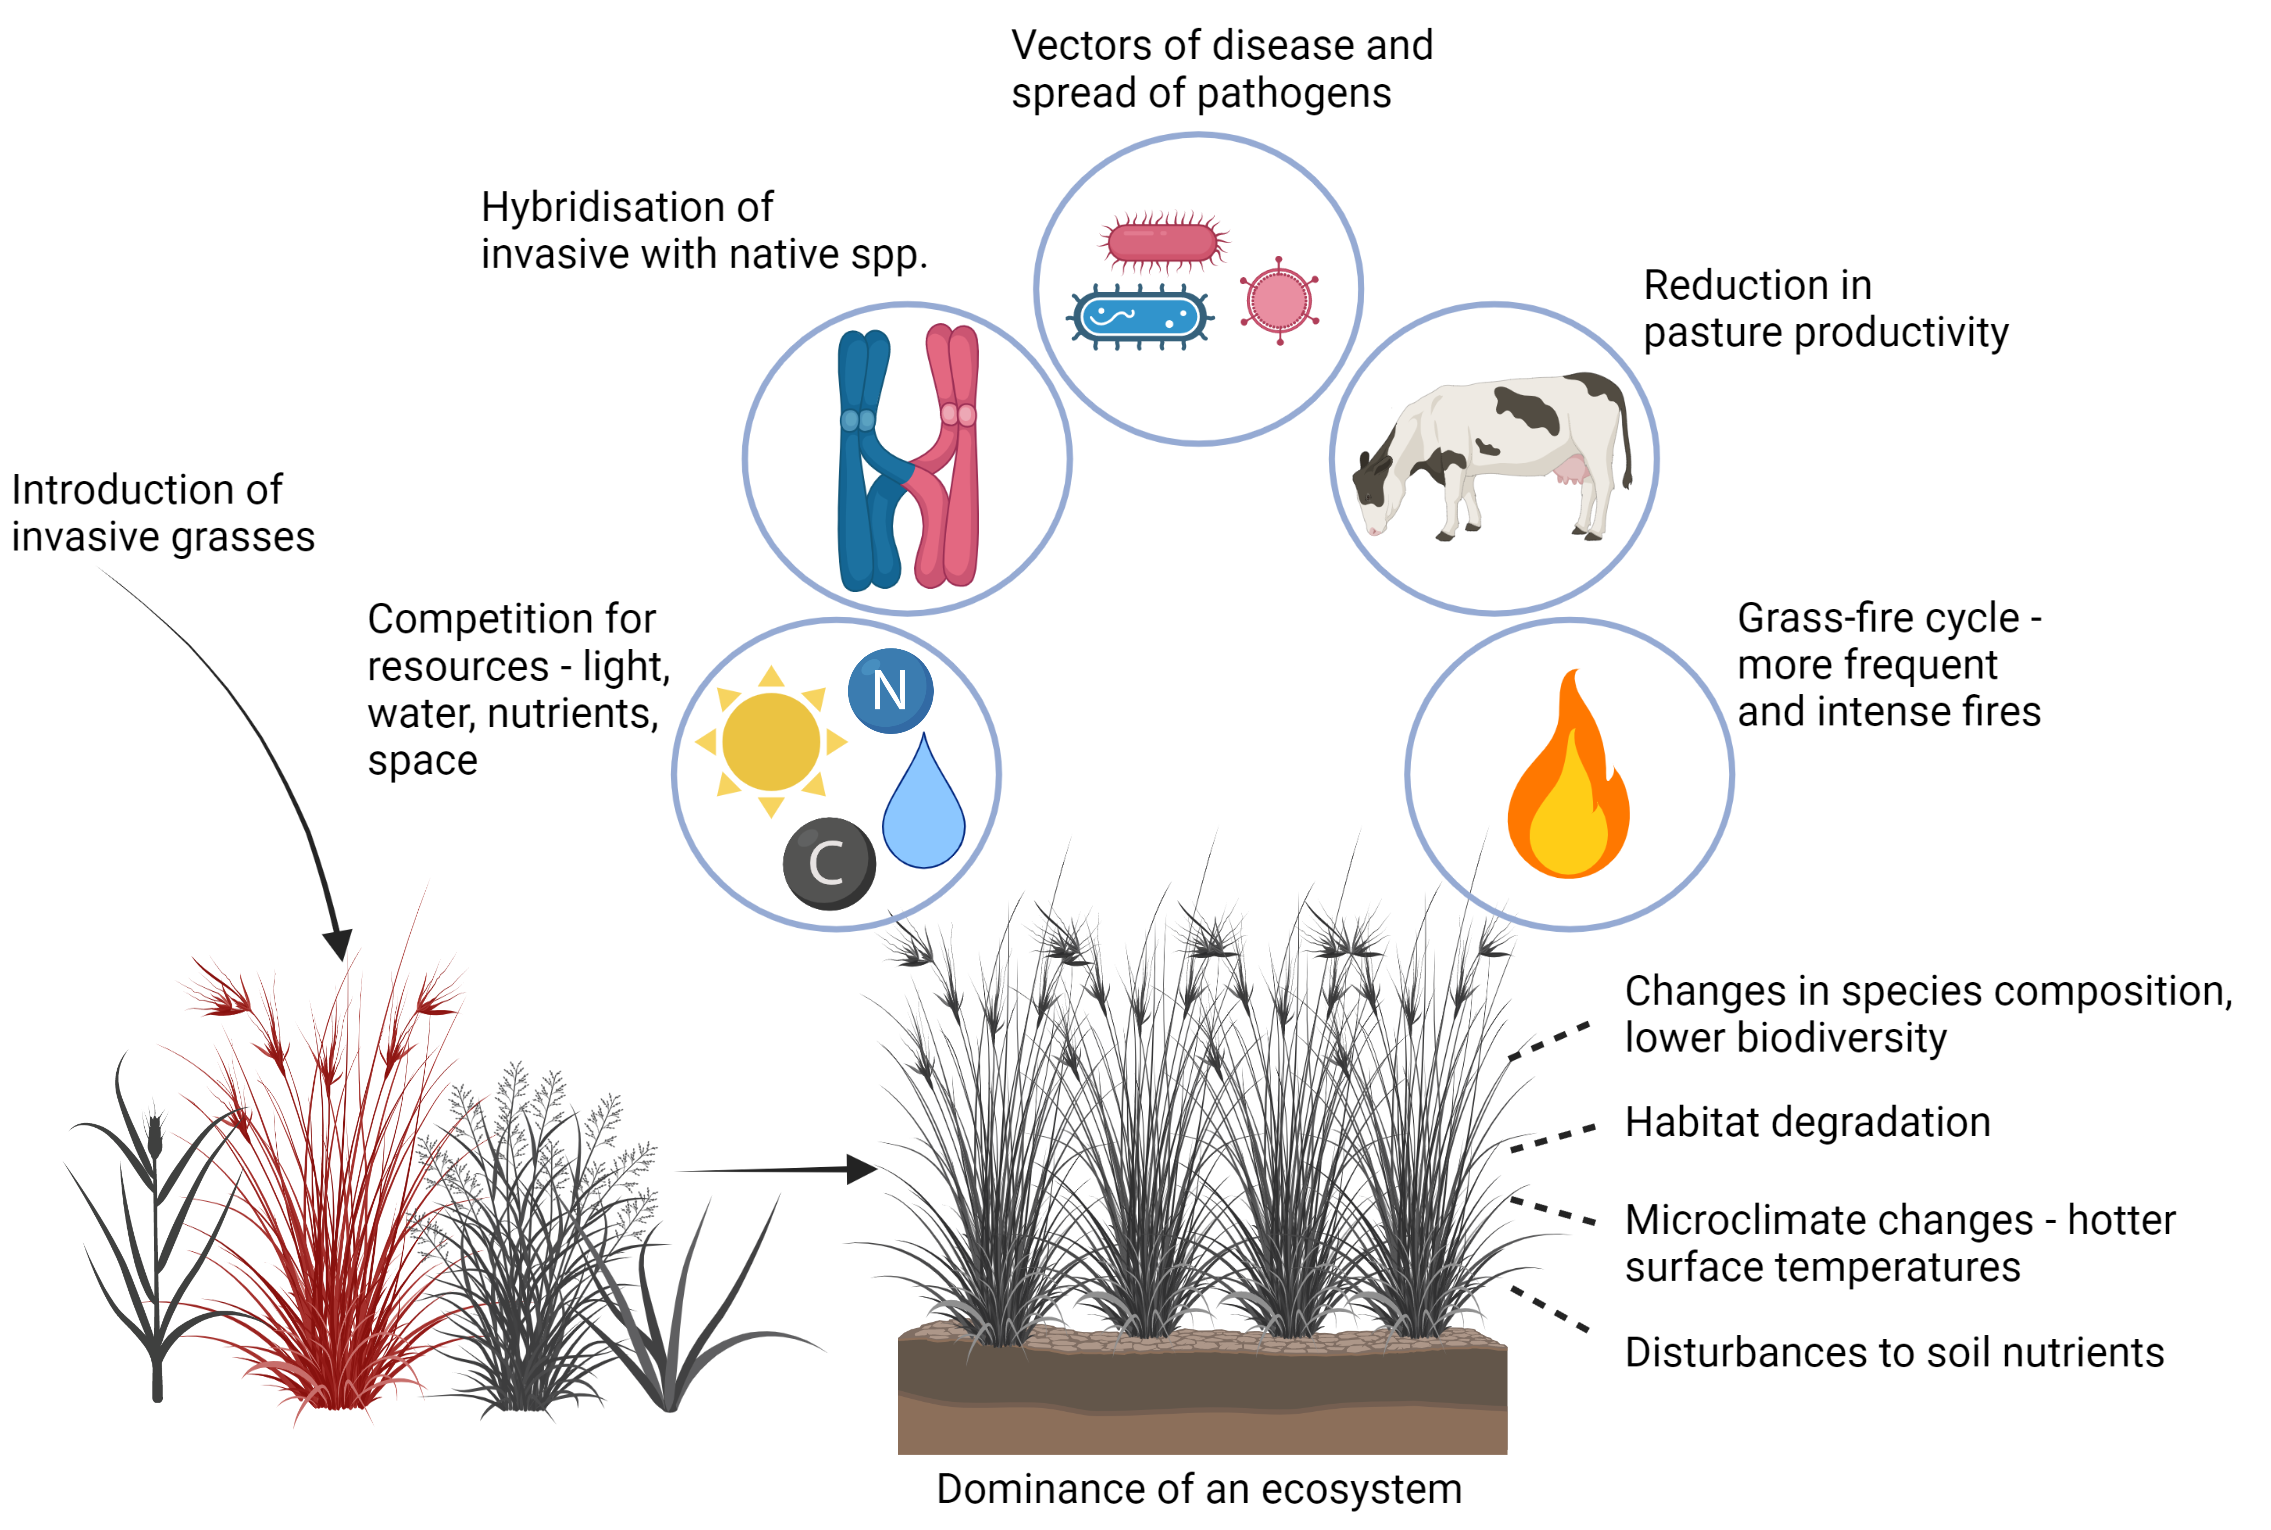 Vectors of disease and
spread of pathogens
Hybridisation of
invasive with native spp.
Reduction in
pasture productivity
Introduction of
invasive grasses
Competition for
resources - light,
water, nutrients,
space
N
C
Grass-fire cycle -
more frequent
and intense fires
Changes in species composition,
lower biodiversity
Habitat degradation
Microclimate changes - hotter
surface temperatures
Disturbances to soil nutrients
Dominance of an ecosystem